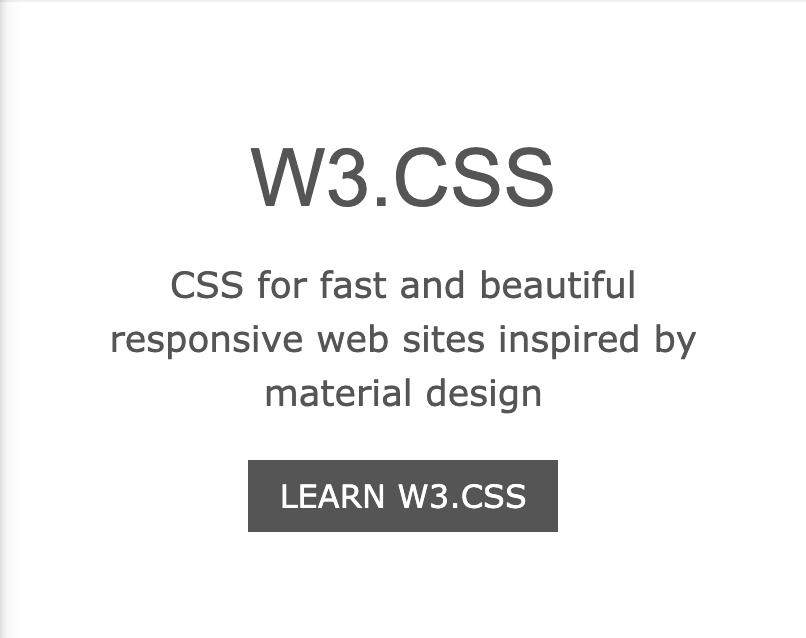 W3.CSS
CSS for fast and beautiful
responsive web sites inspired by
material design
LEARN W3.CSS